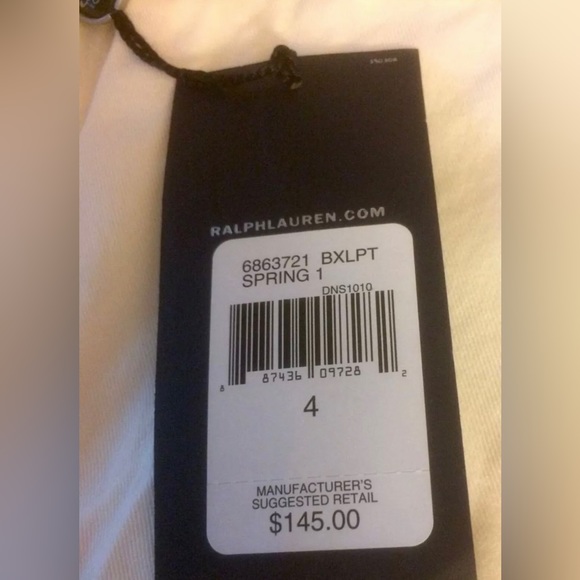 RALPHLAUREN.COM
6863721 BXLPT
SPRING 1
DNS1010
8 87436 09728 2
4
MANUFACTURER'S
SUGGESTED RETAIL
$145.00